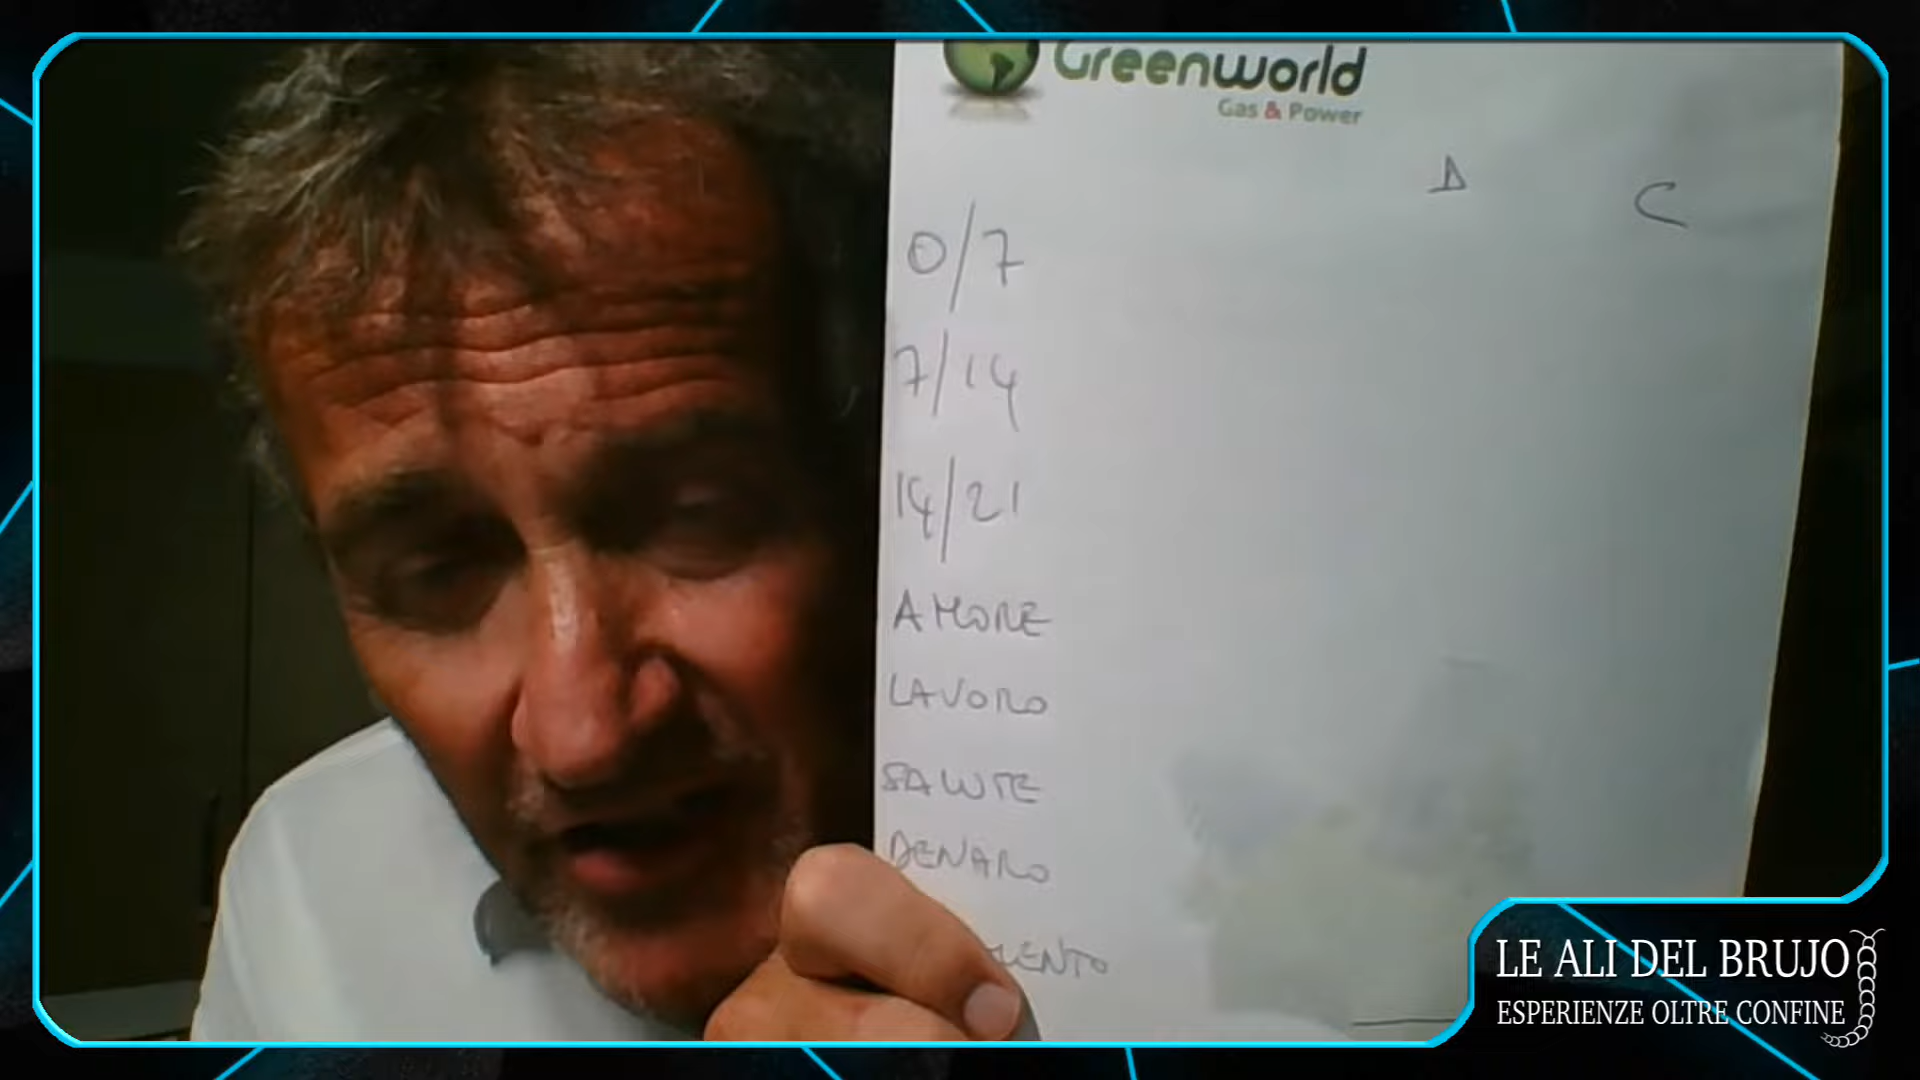 Greenworld
Gas & Power
D C
0/7
7/14
14/21
AMORE
LAVORO
SALUTE
DENARO
LE ALI DEL BRUJO
ESPERIENZE OLTRE CONFINE